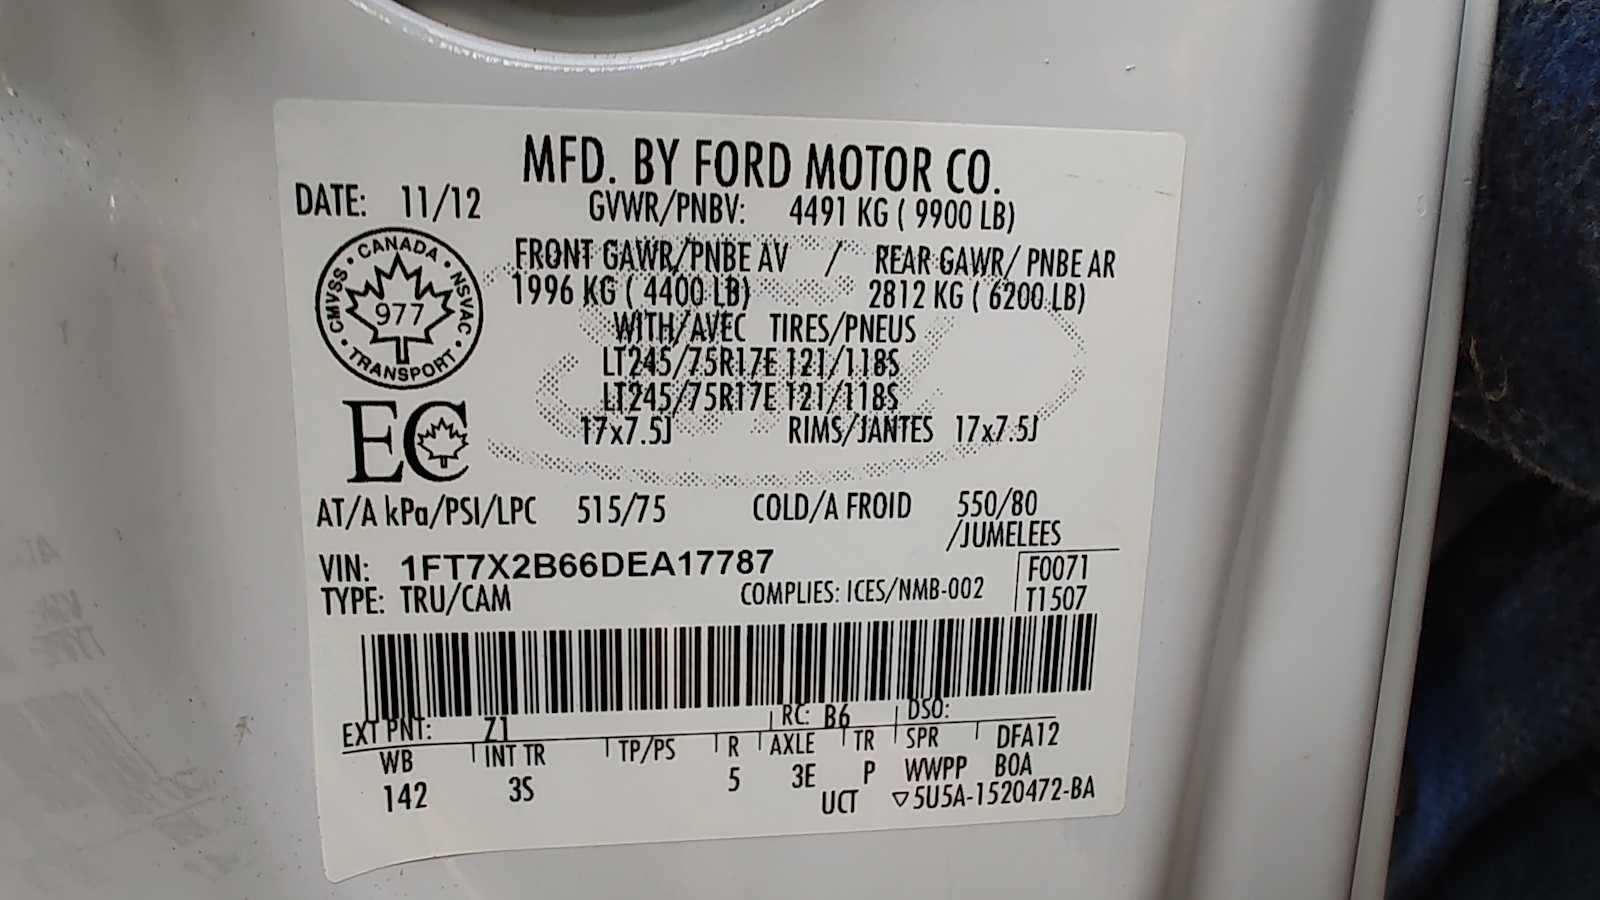 MFD. BY FORD MOTOR CO.
DATE: 11/12
GVWR/PNBV: 4491 KG ( 9900 LB)
FRONT GAWR/PNBE AV / REAR GAWR/ PNBE AR
1996 KG ( 4400 LB) 2812 KG ( 6200 LB)
WITH/AVEC TIRES/PNEUS
LT245/75R17E 121/118S
LT245/75R17E 121/118S
17x7.5J RIMS/JANTES 17x7.5J
CANADA • NSVAC • TRANSPORT • CMVSS •
977
EC
AT/A kPa/PSI/LPC 515/75 COLD/A FROID 550/80
/JUMELEES
VIN: 1FT7X2B66DEA17787
F0071
TYPE: TRU/CAM COMPLIES: ICES/NMB-002
T1507
EXT PNT: Z1 RC: B6 DSO:
WB INT TR TP/PS R AXLE TR SPR DFA12
142 3S 5 3E P WWPP BOA
UCT ▽5U5A-1520472-BA